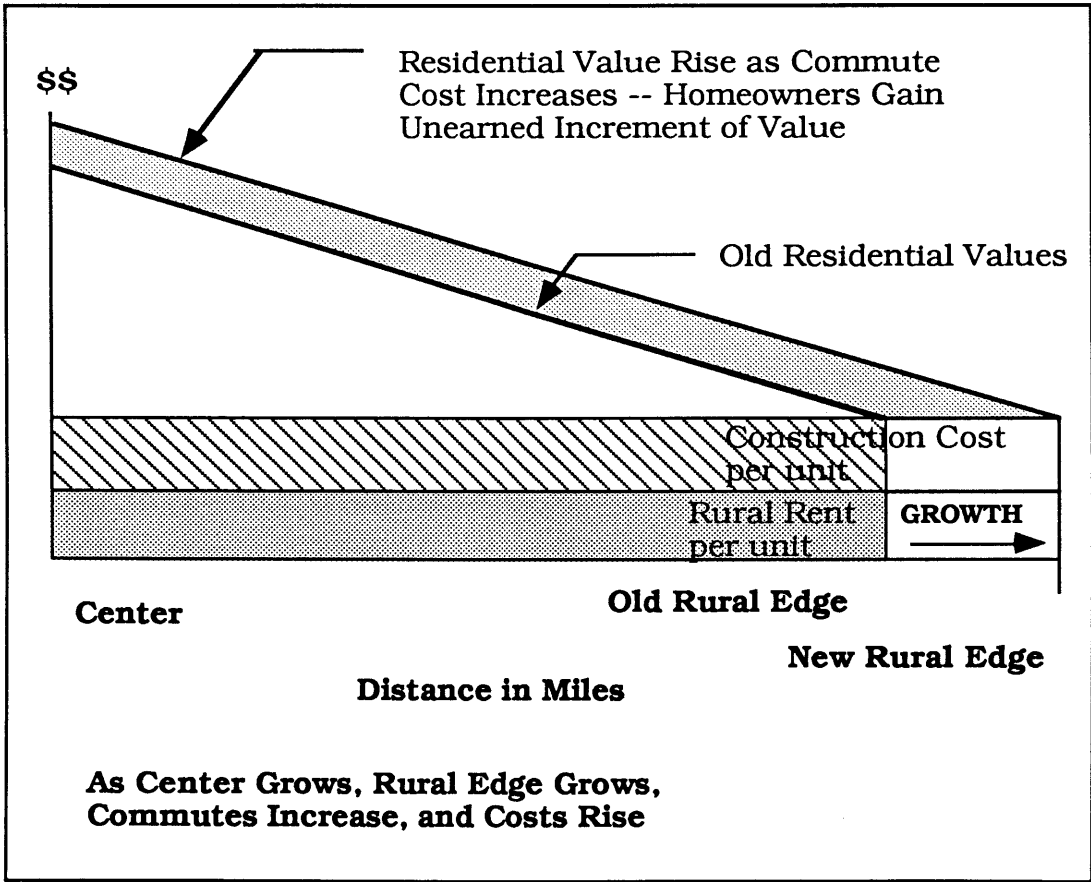 $$
Residential Value Rise as Commute
Cost Increases -- Homeowners Gain
Unearned Increment of Value
Old Residential Values
Construction Cost
per unit
Rural Rent
per unit
GROWTH
Center
Old Rural Edge
New Rural Edge
Distance in Miles
As Center Grows, Rural Edge Grows,
Commutes Increase, and Costs Rise